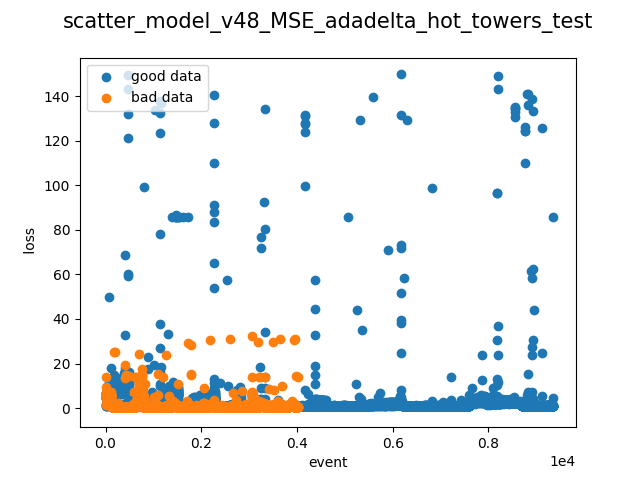 scatter_model_v48_MSE_adadelta_hot_towers_test
good data
bad data
140
120
100
80
60
40
20
0
loss
0.0
0.2
0.4
0.6
0.8
1e4
event